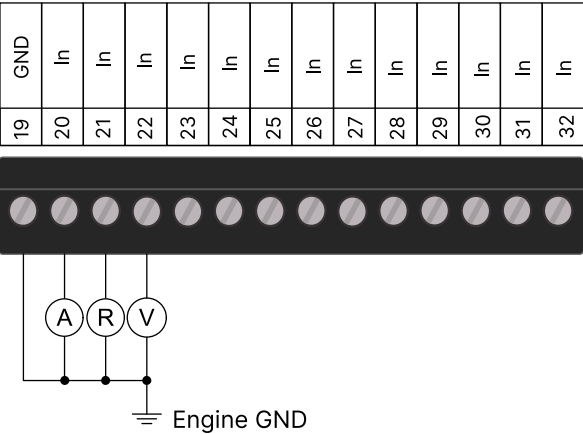 GND In In In In In In In In In In In In In
19 20 21 22 23 24 25 26 27 28 29 30 31 32
A R V
Engine GND